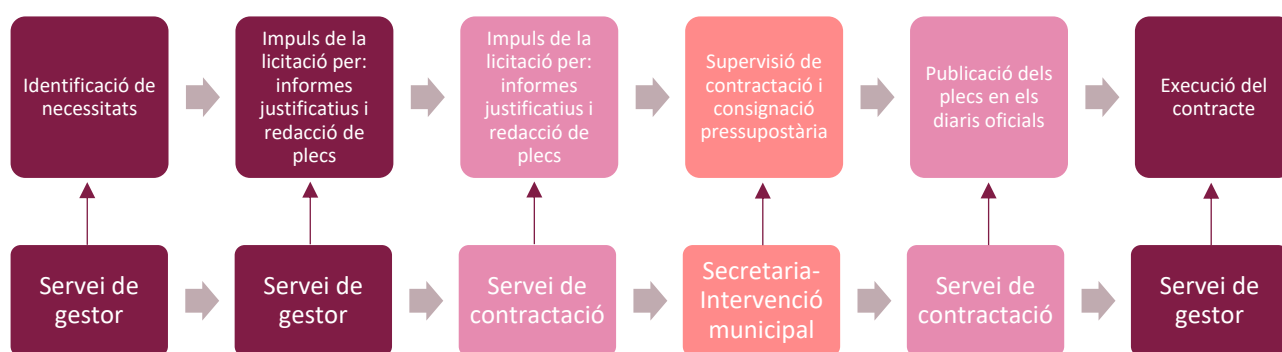 Identificació de
necessitats
Impuls de la
licitació per:
informes
justificatius i
redacció de
plecs
Impuls de la
licitació per:
informes
justificatius i
redacció de
plecs
Supervisió de
contractació i
consignació
pressupostària
Publicació dels
plecs en els
diaris oficials
Execució del
contracte
Servei de
gestor
Servei de
gestor
Servei de
contractació
Secretaria-
Intervenció
municipal
Servei de
contractació
Servei de
gestor